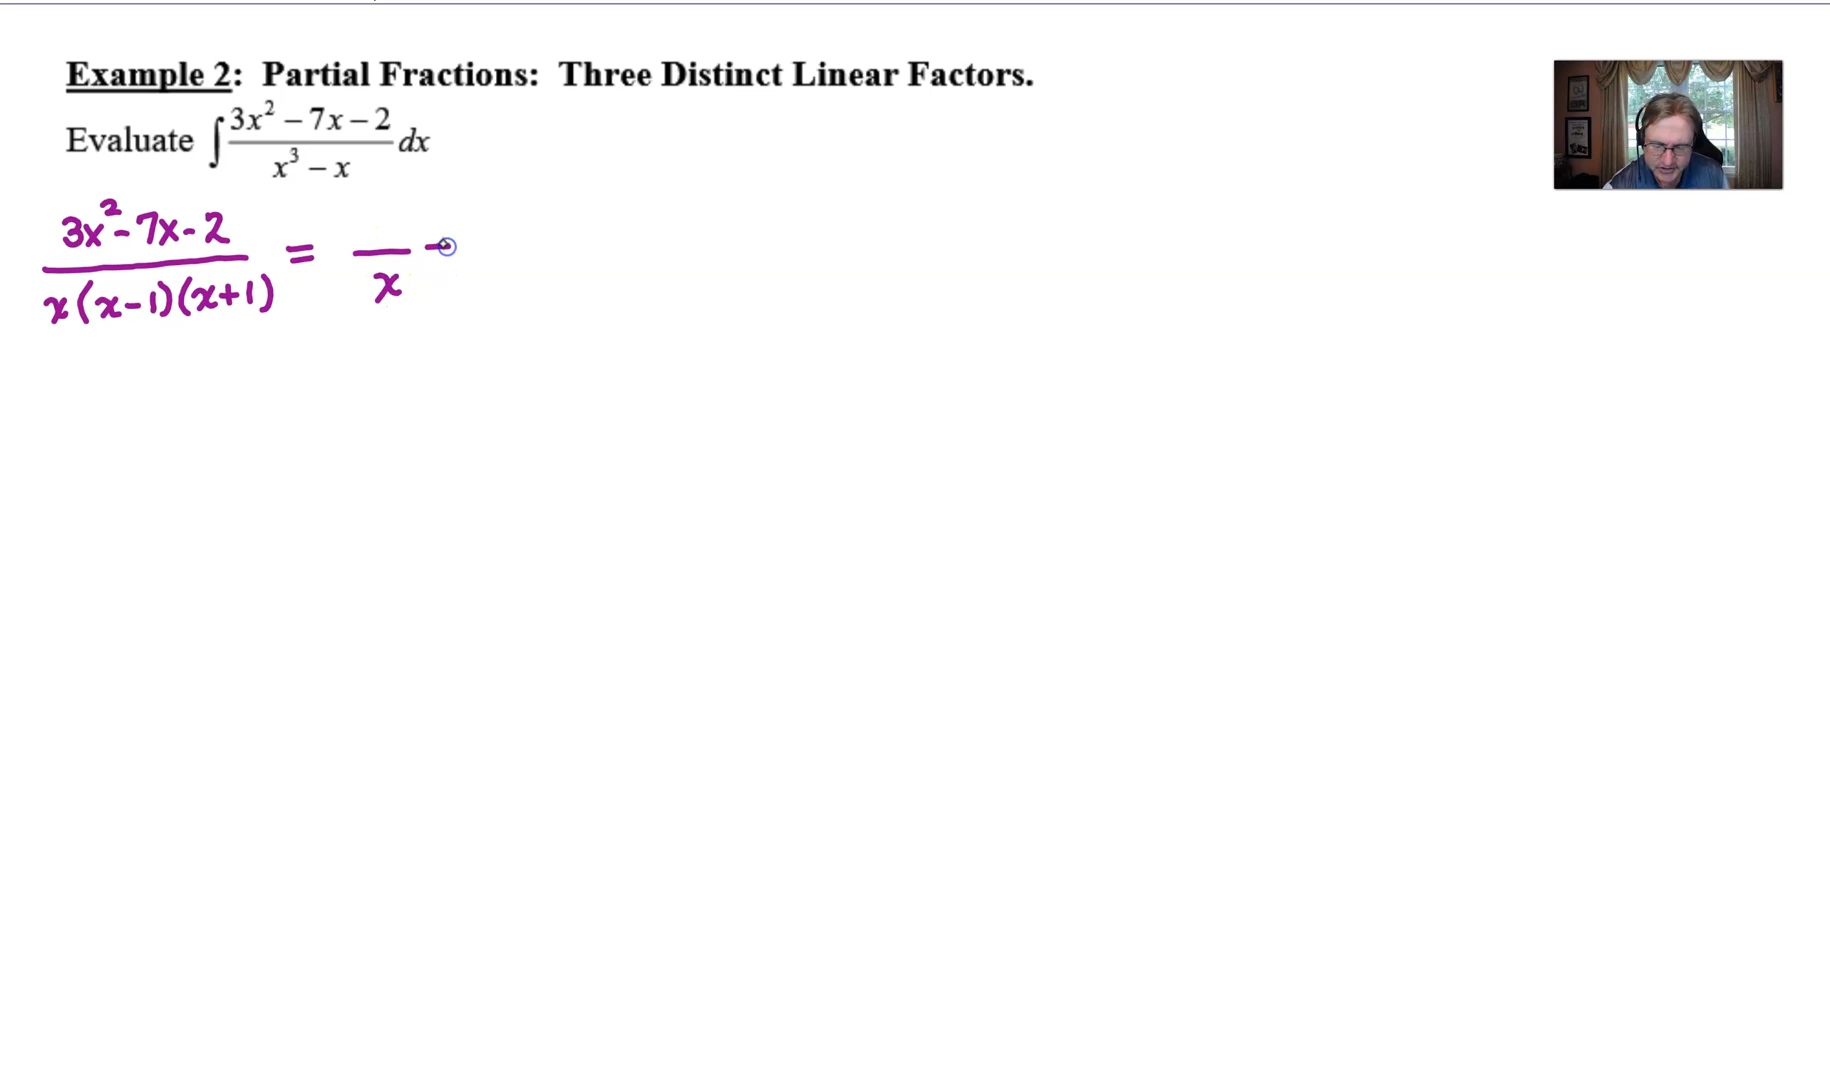 Example 2: Partial Fractions: Three Distinct Linear Factors.
Evaluate ∫ (3x² – 7x – 2)/(x³ – x) dx
(3x² - 7x - 2)/(x(x-1)(x+1)) = /x